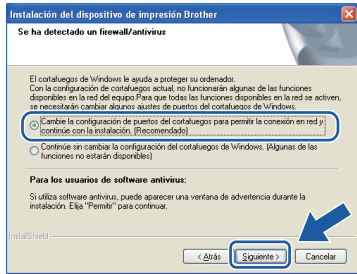 Instalación del dispositivo de impresión Brother
Se ha detectado un firewall/antivirus
El cortafuegos de Windows le ayuda a proteger su ordenador.
Con la configuración de cortafuegos actual, no funcionarán algunas de las funciones
disponibles en la red del equipo.Para que todas las funciones disponibles en la red se activen,
se necesitarán cambiar algunos ajustes de puertos del cortafuegos de Windows.
Cambie la configuración de puertos del cortafuegos para permitir la conexión en red y
continúe con la instalación. (Recomendado)
Continúe sin cambiar la configuración del cortafuegos de Windows. (Algunas de las
funciones no estarán disponibles)
Para los usuarios de software antivirus:
Si utiliza software antivirus, puede aparecer una ventana de advertencia durante la
instalación. Elija "Permitir" para continuar.
InstallShield
< Atrás
Siguiente >
Cancelar